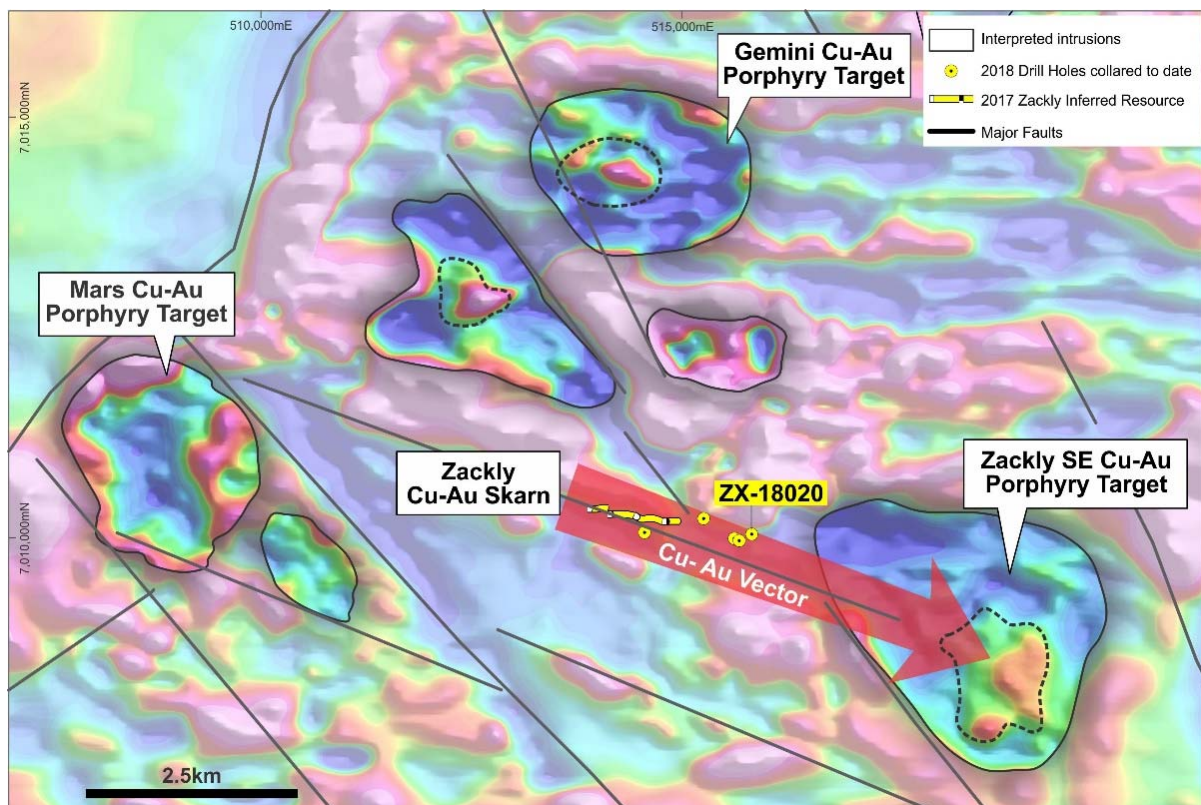 510,000mE
515,000mE
7,015,000mN
7,010,000mN
Gemini Cu-Au
Porphyry Target
Interpreted intrusions
2018 Drill Holes collared to date
2017 Zackly Inferred Resource
Major Faults
Mars Cu-Au
Porphyry Target
Zackly
Cu-Au Skarn
ZX-18020
Cu- Au Vector
Zackly SE Cu-Au
Porphyry Target
2.5km